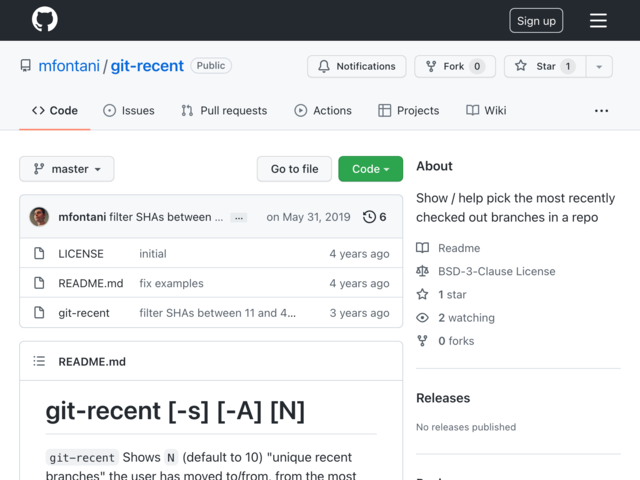 Sign up
mfontani / git-recent Public
Notifications Fork 0 Star 1
Code Issues Pull requests Actions Projects Wiki ...
master Go to file Code
mfontani filter SHAs between ... ... on May 31, 2019 6
LICENSE initial 4 years ago
README.md fix examples 4 years ago
git-recent filter SHAs between 11 and 4... 3 years ago
README.md
git-recent [-s] [-A] [N]
git-recent Shows N (default to 10) "unique recent
branches" the user has moved to/from, from the most
About
Show / help pick the most recently
checked out branches in a repo
Readme
BSD-3-Clause License
1 star
2 watching
0 forks
Releases
No releases published